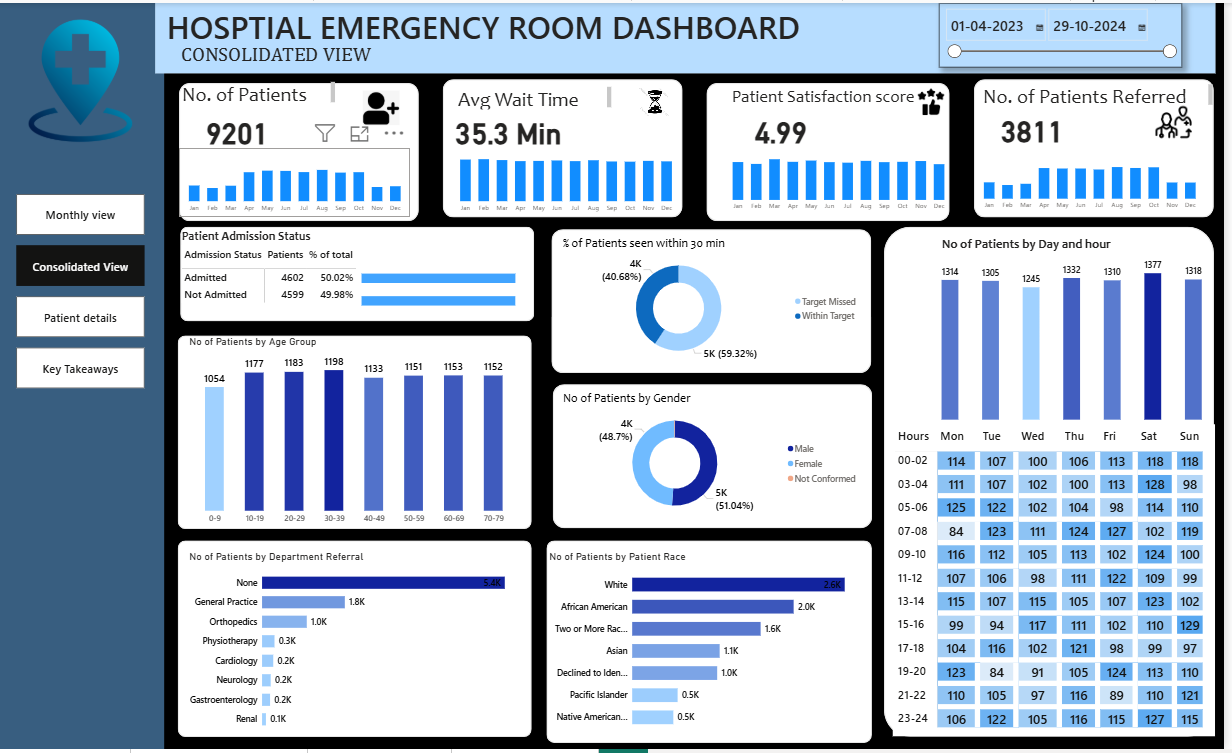 HOSPTIAL EMERGENCY ROOM DASHBOARD
CONSOLIDATED VIEW
01-04-2023 29-10-2024
Monthly view
Consolidated View
Patient details
Key Takeaways
No. of Patients
9201
Jan Feb Mar Apr May Jun Jul Aug Sep Oct Nov Dec
Avg Wait Time
35.3 Min
Jan Feb Mar Apr May Jun Jul Aug Sep Oct Nov Dec
Patient Satisfaction score
4.99
Jan Feb Mar Apr May Jun Jul Aug Sep Oct Nov Dec
No. of Patients Referred
3811
Jan Feb Mar Apr May Jun Jul Aug Sep Oct Nov Dec
Patient Admission Status
Admission Status Patients % of total
Admitted 4602 50.02%
Not Admitted 4599 49.98%
% of Patients seen within 30 min
4K
(40.68%)
5K (59.32%)
Target Missed
Within Target
No of Patients by Age Group
1054 1177 1183 1198 1133 1151 1153 1152
0-9 10-19 20-29 30-39 40-49 50-59 60-69 70-79
No of Patients by Gender
4K
(48.7%)
5K
(51.04%)
Male
Female
Not Conformed
No of Patients by Department Referral
None 5.4K
General Practice 1.8K
Orthopedics 1.0K
Physiotherapy 0.3K
Cardiology 0.2K
Neurology 0.2K
Gastroenterology 0.2K
Renal 0.1K
No of Patients by Patient Race
White 2.6K
African American 2.0K
Two or More Rac... 1.6K
Asian 1.1K
Declined to Iden... 1.0K
Pacific Islander 0.5K
Native American... 0.5K
No of Patients by Day and hour
1314 1305 1245 1332 1310 1377 1318
Hours Mon Tue Wed Thu Fri Sat Sun
00-02 114 107 100 106 113 118 118
03-04 111 107 102 100 113 128 98
05-06 125 122 102 104 98 114 110
07-08 84 123 111 124 127 102 119
09-10 116 112 105 113 102 124 100
11-12 107 106 98 111 122 109 99
13-14 115 107 115 105 107 123 102
15-16 99 94 117 111 102 110 129
17-18 104 116 102 121 98 99 97
19-20 123 84 91 105 124 113 110
21-22 110 105 97 116 89 110 121
23-24 106 122 105 116 115 127 115